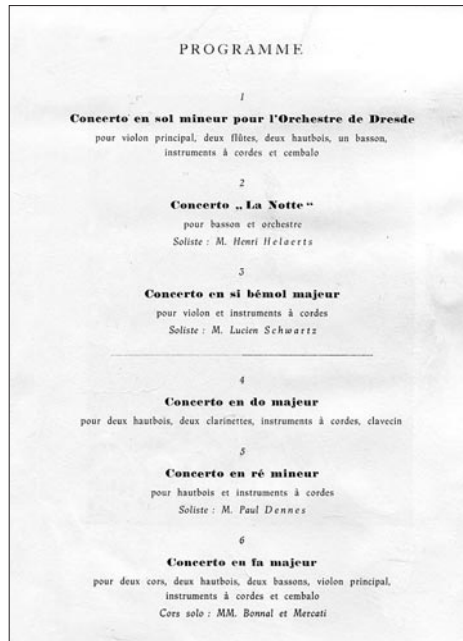 PROGRAMME
1
Concerto en sol mineur pour l'Orchestre de Dresde
pour violon principal, deux flûtes, deux hautbois, un basson,
instruments à cordes et cembalo
2
Concerto „La Notte“
pour basson et orchestre
Soliste : M. Henri Helaerts
3
Concerto en si bémol majeur
pour violon et instruments à cordes
Soliste : M. Lucien Schwartz
4
Concerto en do majeur
pour deux hautbois, deux clarinettes, instruments à cordes, clavecin
5
Concerto en ré mineur
pour hautbois et instruments à cordes
Soliste : M. Paul Dennes
6
Concerto en fa majeur
pour deux cors, deux hautbois, deux bassons, violon principal,
instruments à cordes et cembalo
Cors solo : MM. Bonnal et Mercati